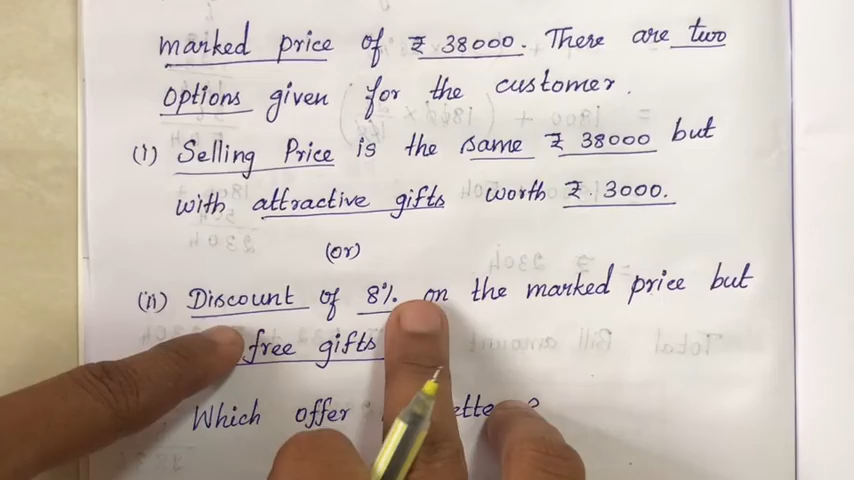 marked price of ₹ 38000. There are two
options given for the customer.
(i) Selling Price is the same ₹ 38000 but
with attractive gifts worth ₹. 3000.
(or)
(ii) Discount of 8% on the marked price but
free gifts
Which offer